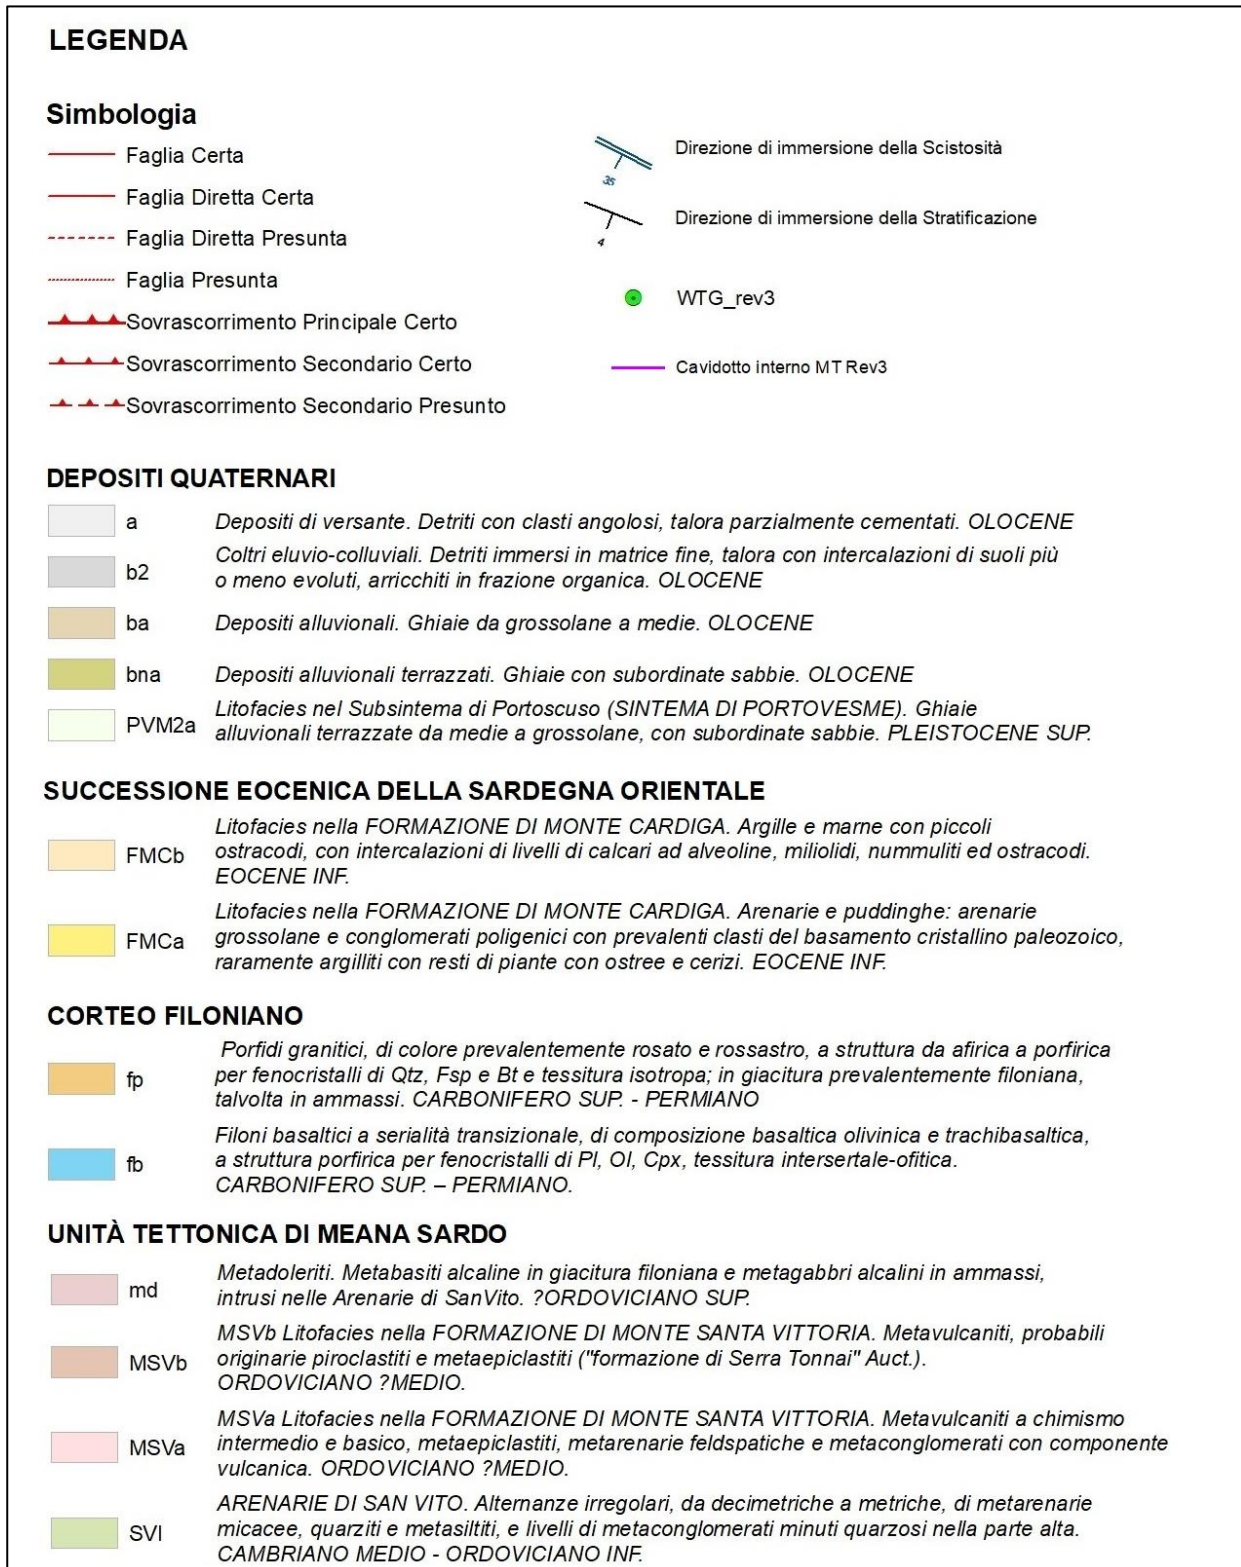 LEGENDA
Simbologia
Faglia Certa
Faglia Diretta Certa
Faglia Diretta Presunta
Faglia Presunta
Sovrascorrimento Principale Certo
Sovrascorrimento Secondario Certo
Sovrascorrimento Secondario Presunto
35
Direzione di immersione della Scistosità
4
Direzione di immersione della Stratificazione
WTG_rev3
Cavidotto interno MT Rev3
DEPOSITI QUATERNARI
a
Depositi di versante. Detriti con clasti angolosi, talora parzialmente cementati. OLOCENE
b2
Coltri eluvio-colluviali. Detriti immersi in matrice fine, talora con intercalazioni di suoli più
o meno evoluti, arricchiti in frazione organica. OLOCENE
ba
Depositi alluvionali. Ghiaie da grossolane a medie. OLOCENE
bna
Depositi alluvionali terrazzati. Ghiaie con subordinate sabbie. OLOCENE
PVM2a
Litofacies nel Subsintema di Portoscuso (SINTEMA DI PORTOVESME). Ghiaie
alluvionali terrazzate da medie a grossolane, con subordinate sabbie. PLEISTOCENE SUP.
SUCCESSIONE EOCENICA DELLA SARDEGNA ORIENTALE
FMCb
Litofacies nella FORMAZIONE DI MONTE CARDIGA. Argille e marne con piccoli
ostracodi, con intercalazioni di livelli di calcari ad alveoline, miliolidi, nummuliti ed ostracodi.
EOCENE INF.
FMCa
Litofacies nella FORMAZIONE DI MONTE CARDIGA. Arenarie e puddinghe: arenarie
grossolane e conglomerati poligenici con prevalenti clasti del basamento cristallino paleozoico,
raramente argilliti con resti di piante con ostree e cerizi. EOCENE INF.
CORTEO FILONIANO
fp
Porfidi granitici, di colore prevalentemente rosato e rossastro, a struttura da afirica a porfirica
per fenocristalli di Qtz, Fsp e Bt e tessitura isotropa; in giacitura prevalentemente filoniana,
talvolta in ammassi. CARBONIFERO SUP. - PERMIANO
fb
Filoni basaltici a serialità transizionale, di composizione basaltica olivinica e trachibasaltica,
a struttura porfirica per fenocristalli di Pl, Ol, Cpx, tessitura intersertale-ofitica.
CARBONIFERO SUP. – PERMIANO.
UNITÀ TETTONICA DI MEANA SARDO
md
Metadoleriti. Metabasiti alcaline in giacitura filoniana e metagabbri alcalini in ammassi,
intrusi nelle Arenarie di SanVito. ?ORDOVICIANO SUP.
MSVb
MSVb Litofacies nella FORMAZIONE DI MONTE SANTA VITTORIA. Metavulcaniti, probabili
originarie piroclastiti e metaepiclastiti ("formazione di Serra Tonnai" Auct.).
ORDOVICIANO ?MEDIO.
MSVa
MSVa Litofacies nella FORMAZIONE DI MONTE SANTA VITTORIA. Metavulcaniti a chimismo
intermedio e basico, metaepiclastiti, metarenarie feldspatiche e metaconglomerati con componente
vulcanica. ORDOVICIANO ?MEDIO.
SVI
ARENARIE DI SAN VITO. Alternanze irregolari, da decimetriche a metriche, di metarenarie
micacee, quarziti e metasiltiti, e livelli di metaconglomerati minuti quarzosi nella parte alta.
CAMBRIANO MEDIO - ORDOVICIANO INF.